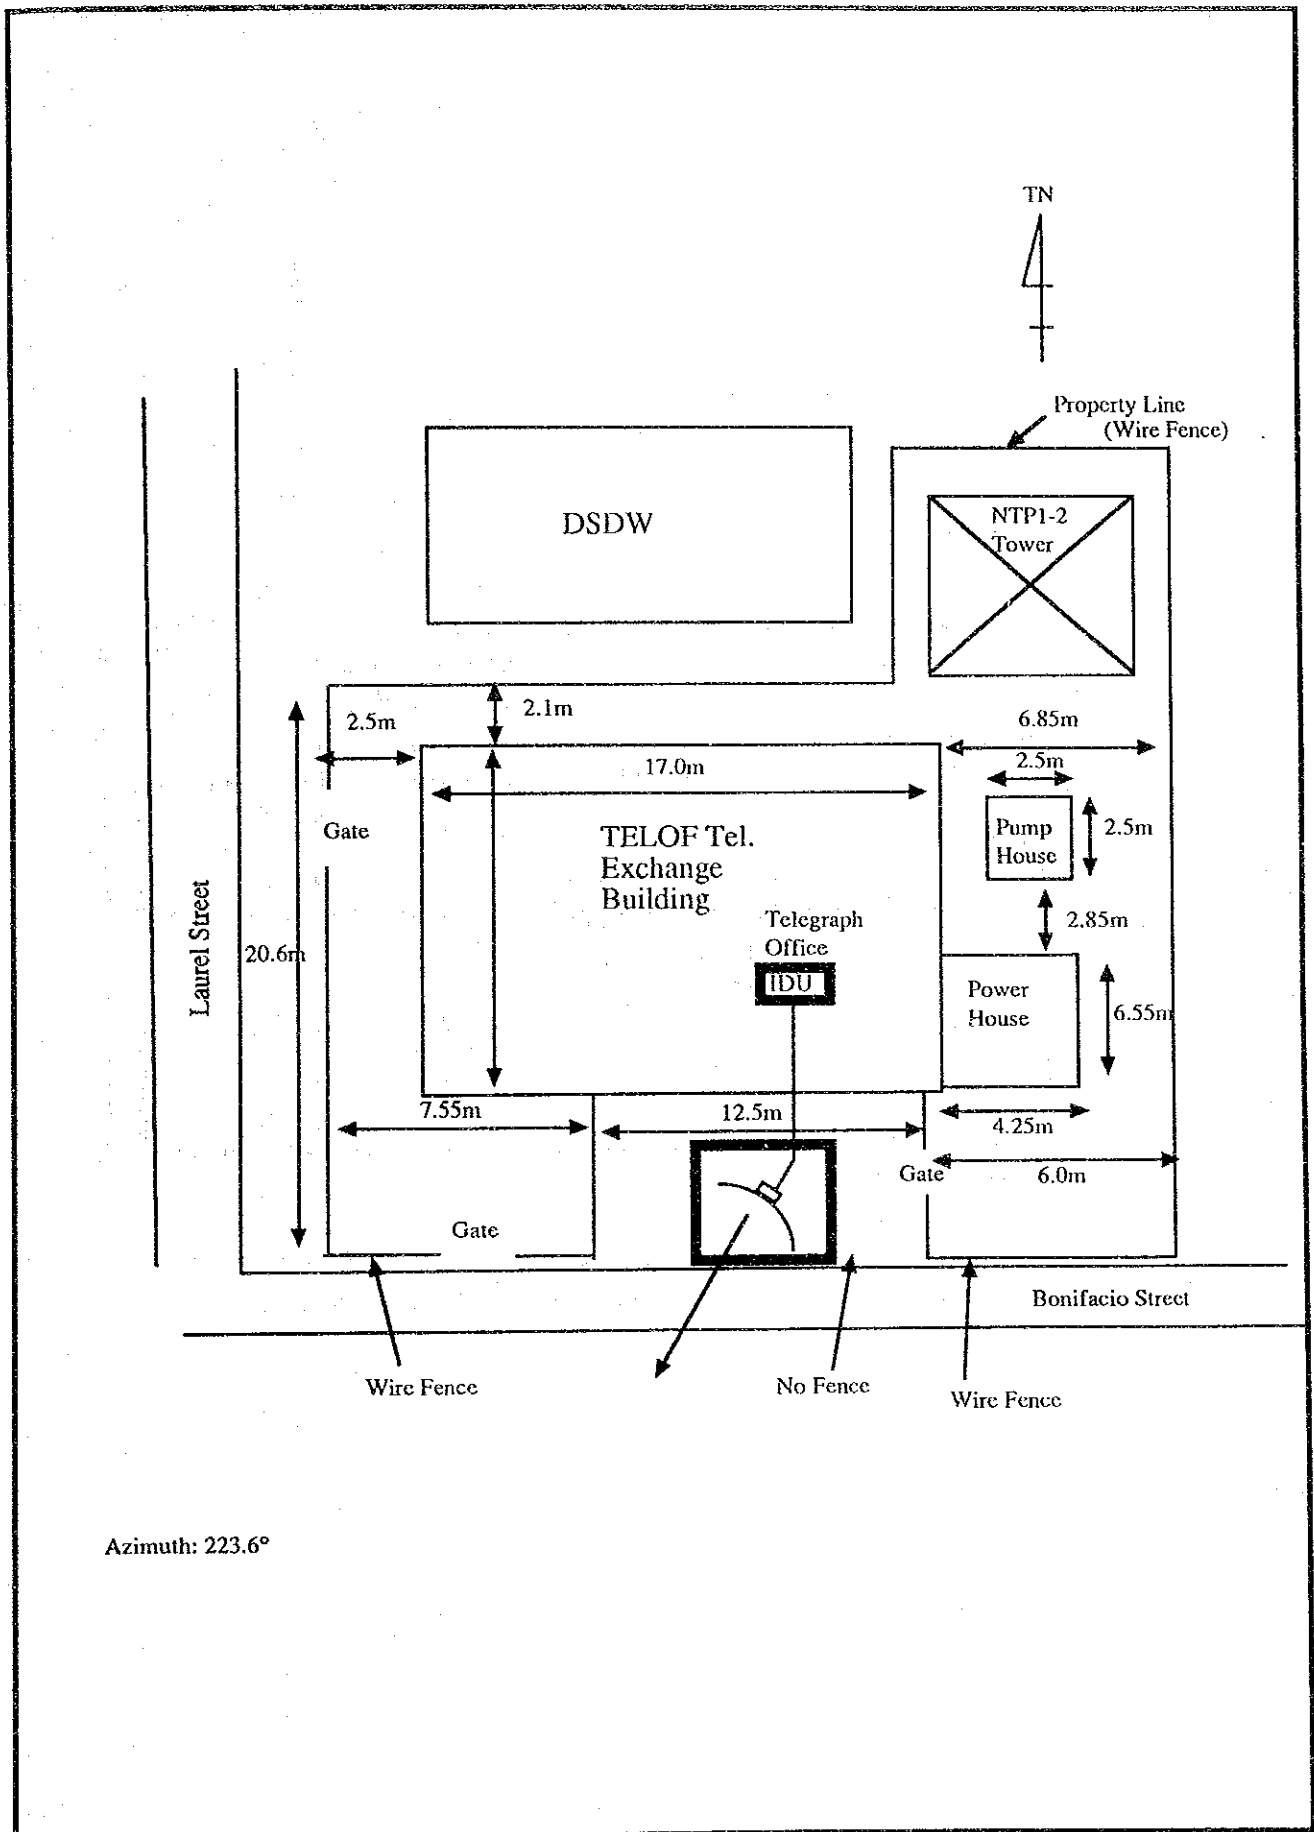 TN
Property Line
(Wire Fence)
DSDW
NTP1-2
Tower
2.5m
2.1m
6.85m
2.5m
17.0m
Gate
TELOF Tel.
Exchange
Building
Pump
House
2.5m
Laurel Street
20.6m
Telegraph
Office
IDU
2.85m
Power
House
6.55m
7.55m
12.5m
4.25m
Gate
6.0m
Gate
Bonifacio Street
Wire Fence
No Fence
Wire Fence
Azimuth: 223.6°